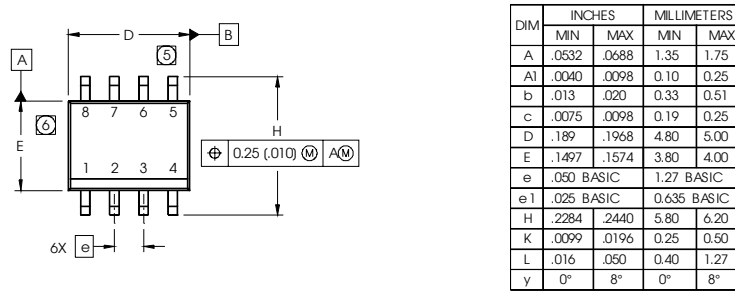 D
B
5
A
8 7 6 5
6
E
H
⌖ 0.25 (.010) Ⓜ AⓂ
1 2 3 4
6X e
DIM INCHES MILLIMETERS
MIN MAX MIN MAX
A .0532 .0688 1.35 1.75
A1 .0040 .0098 0.10 0.25
b .013 .020 0.33 0.51
c .0075 .0098 0.19 0.25
D .189 .1968 4.80 5.00
E .1497 .1574 3.80 4.00
e .050 BASIC 1.27 BASIC
e1 .025 BASIC 0.635 BASIC
H .2284 .2440 5.80 6.20
K .0099 .0196 0.25 0.50
L .016 .050 0.40 1.27
y 0° 8° 0° 8°